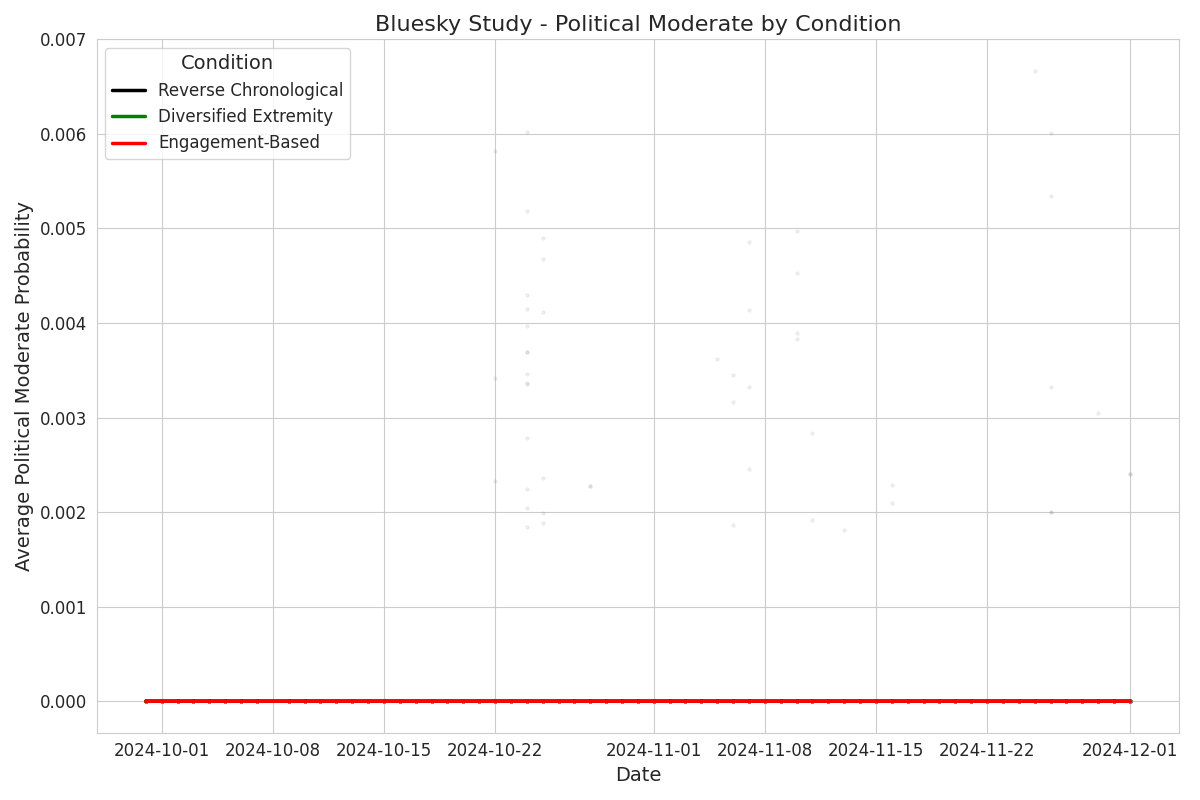 Bluesky Study - Political Moderate by Condition
Condition
Reverse Chronological
Diversified Extremity
Engagement-Based
Average Political Moderate Probability
0.007
0.006
0.005
0.004
0.003
0.002
0.001
0.000
2024-10-01 2024-10-08 2024-10-15 2024-10-22 2024-11-01 2024-11-08 2024-11-15 2024-11-22 2024-12-01
Date